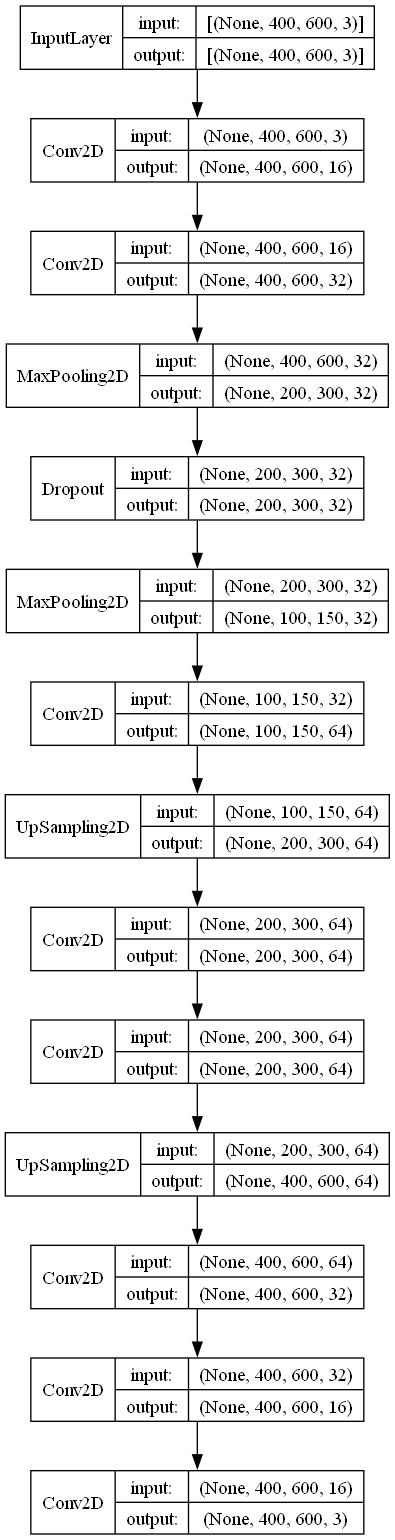 InputLayer
input: [(None, 400, 600, 3)]
output: [(None, 400, 600, 3)]
Conv2D
input: (None, 400, 600, 3)
output: (None, 400, 600, 16)
Conv2D
input: (None, 400, 600, 16)
output: (None, 400, 600, 32)
MaxPooling2D
input: (None, 400, 600, 32)
output: (None, 200, 300, 32)
Dropout
input: (None, 200, 300, 32)
output: (None, 200, 300, 32)
MaxPooling2D
input: (None, 200, 300, 32)
output: (None, 100, 150, 32)
Conv2D
input: (None, 100, 150, 32)
output: (None, 100, 150, 64)
UpSampling2D
input: (None, 100, 150, 64)
output: (None, 200, 300, 64)
Conv2D
input: (None, 200, 300, 64)
output: (None, 200, 300, 64)
Conv2D
input: (None, 200, 300, 64)
output: (None, 200, 300, 64)
UpSampling2D
input: (None, 200, 300, 64)
output: (None, 400, 600, 64)
Conv2D
input: (None, 400, 600, 64)
output: (None, 400, 600, 32)
Conv2D
input: (None, 400, 600, 32)
output: (None, 400, 600, 16)
Conv2D
input: (None, 400, 600, 16)
output: (None, 400, 600, 3)